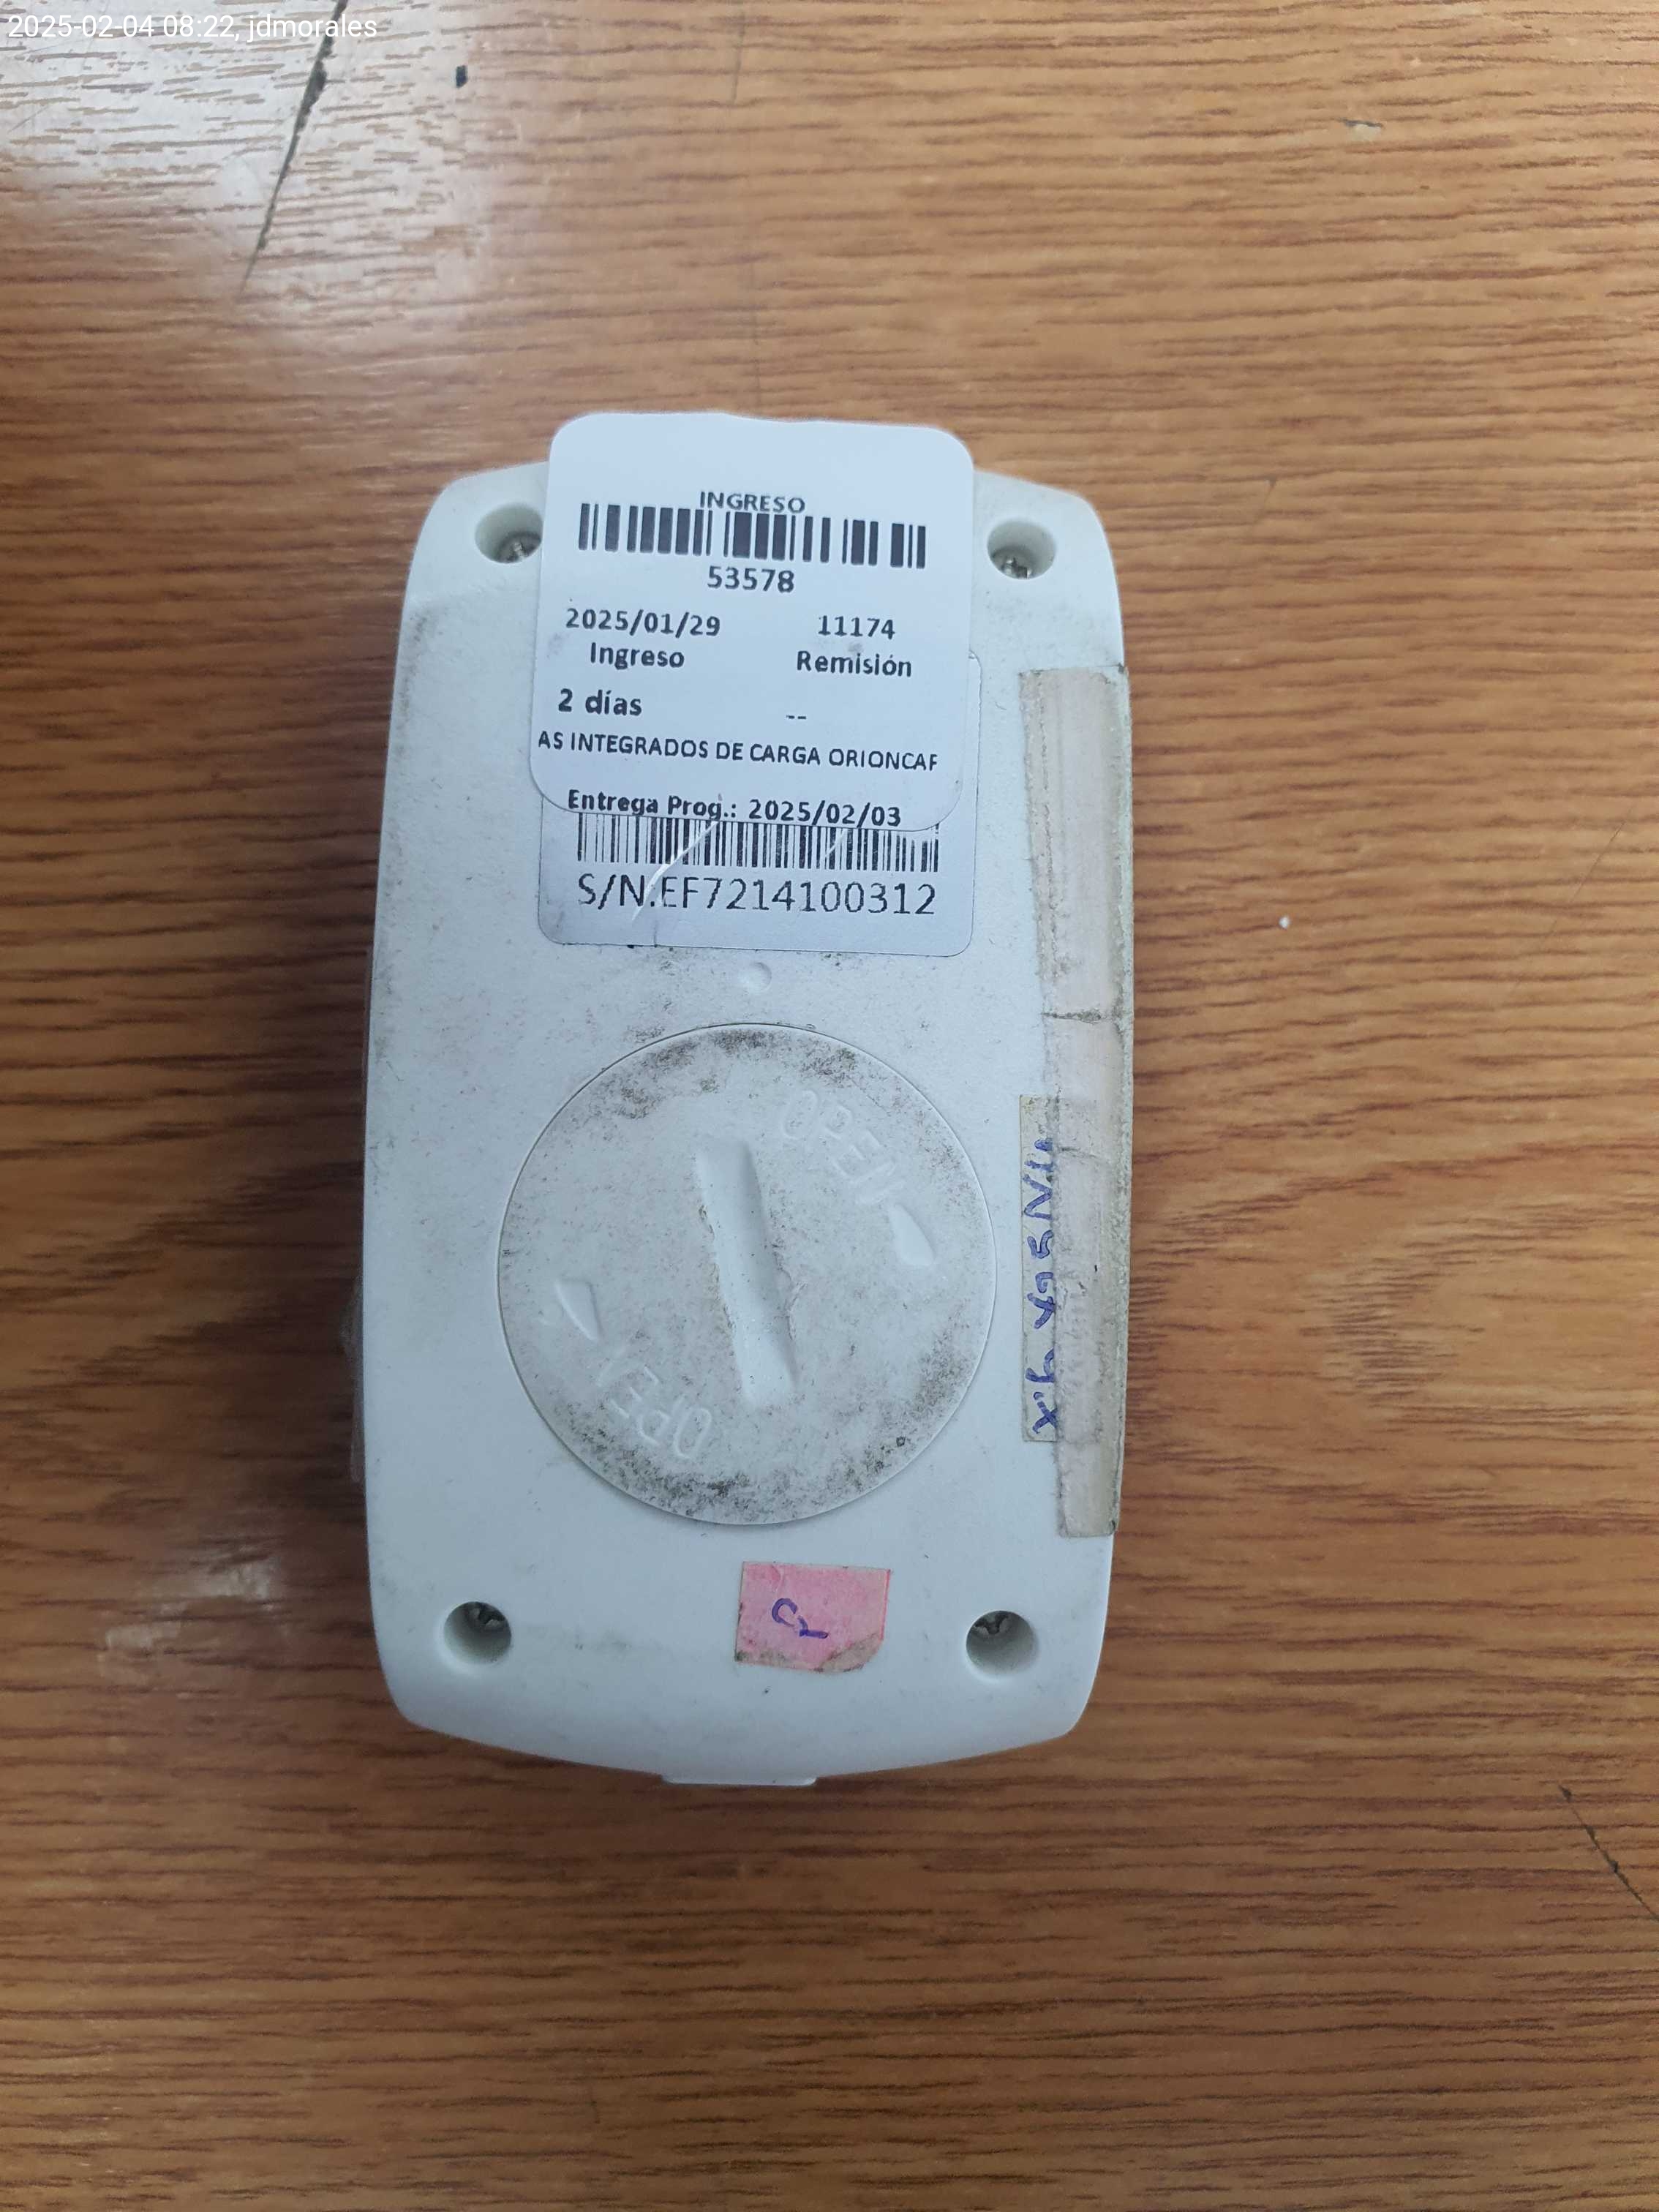 2025-02-04 08:22, jdmorales
INGRESO
53578
2025/01/29 11174
Ingreso Remisión
2 días --
AS INTEGRADOS DE CARGA ORIONCAR
Entrega Prog.: 2025/02/03
S/N.EF7214100312
OPEN
OPEN